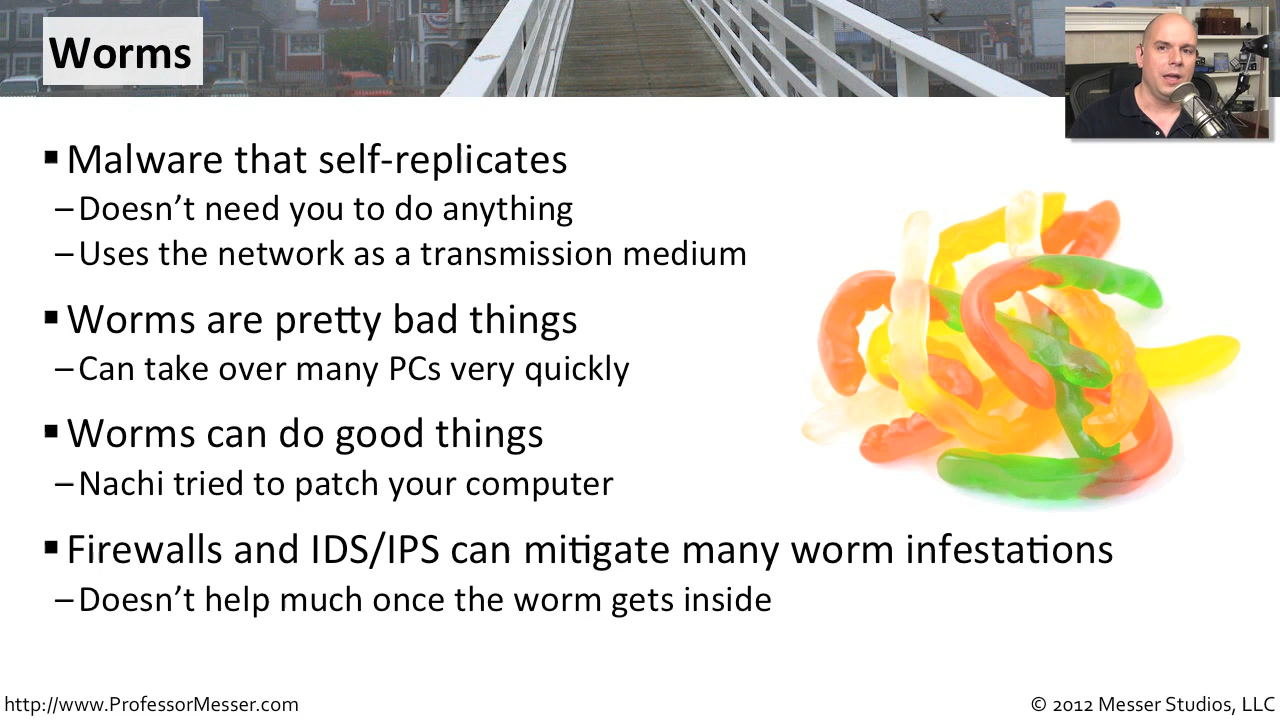 Worms
▪ Malware that self-replicates
– Doesn’t need you to do anything
– Uses the network as a transmission medium
▪ Worms are pretty bad things
– Can take over many PCs very quickly
▪ Worms can do good things
– Nachi tried to patch your computer
▪ Firewalls and IDS/IPS can mitigate many worm infestations
– Doesn’t help much once the worm gets inside
http://www.ProfessorMesser.com
© 2012 Messer Studios, LLC